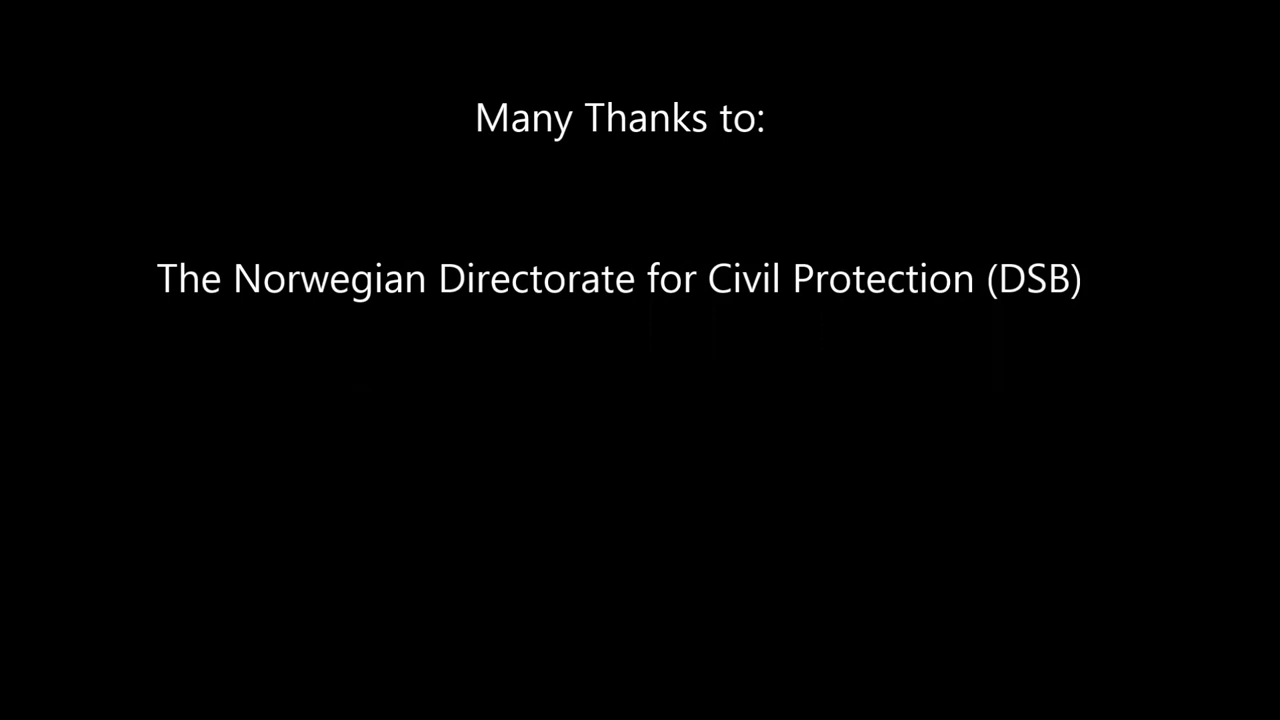 Many Thanks to:
The Norwegian Directorate for Civil Protection (DSB)